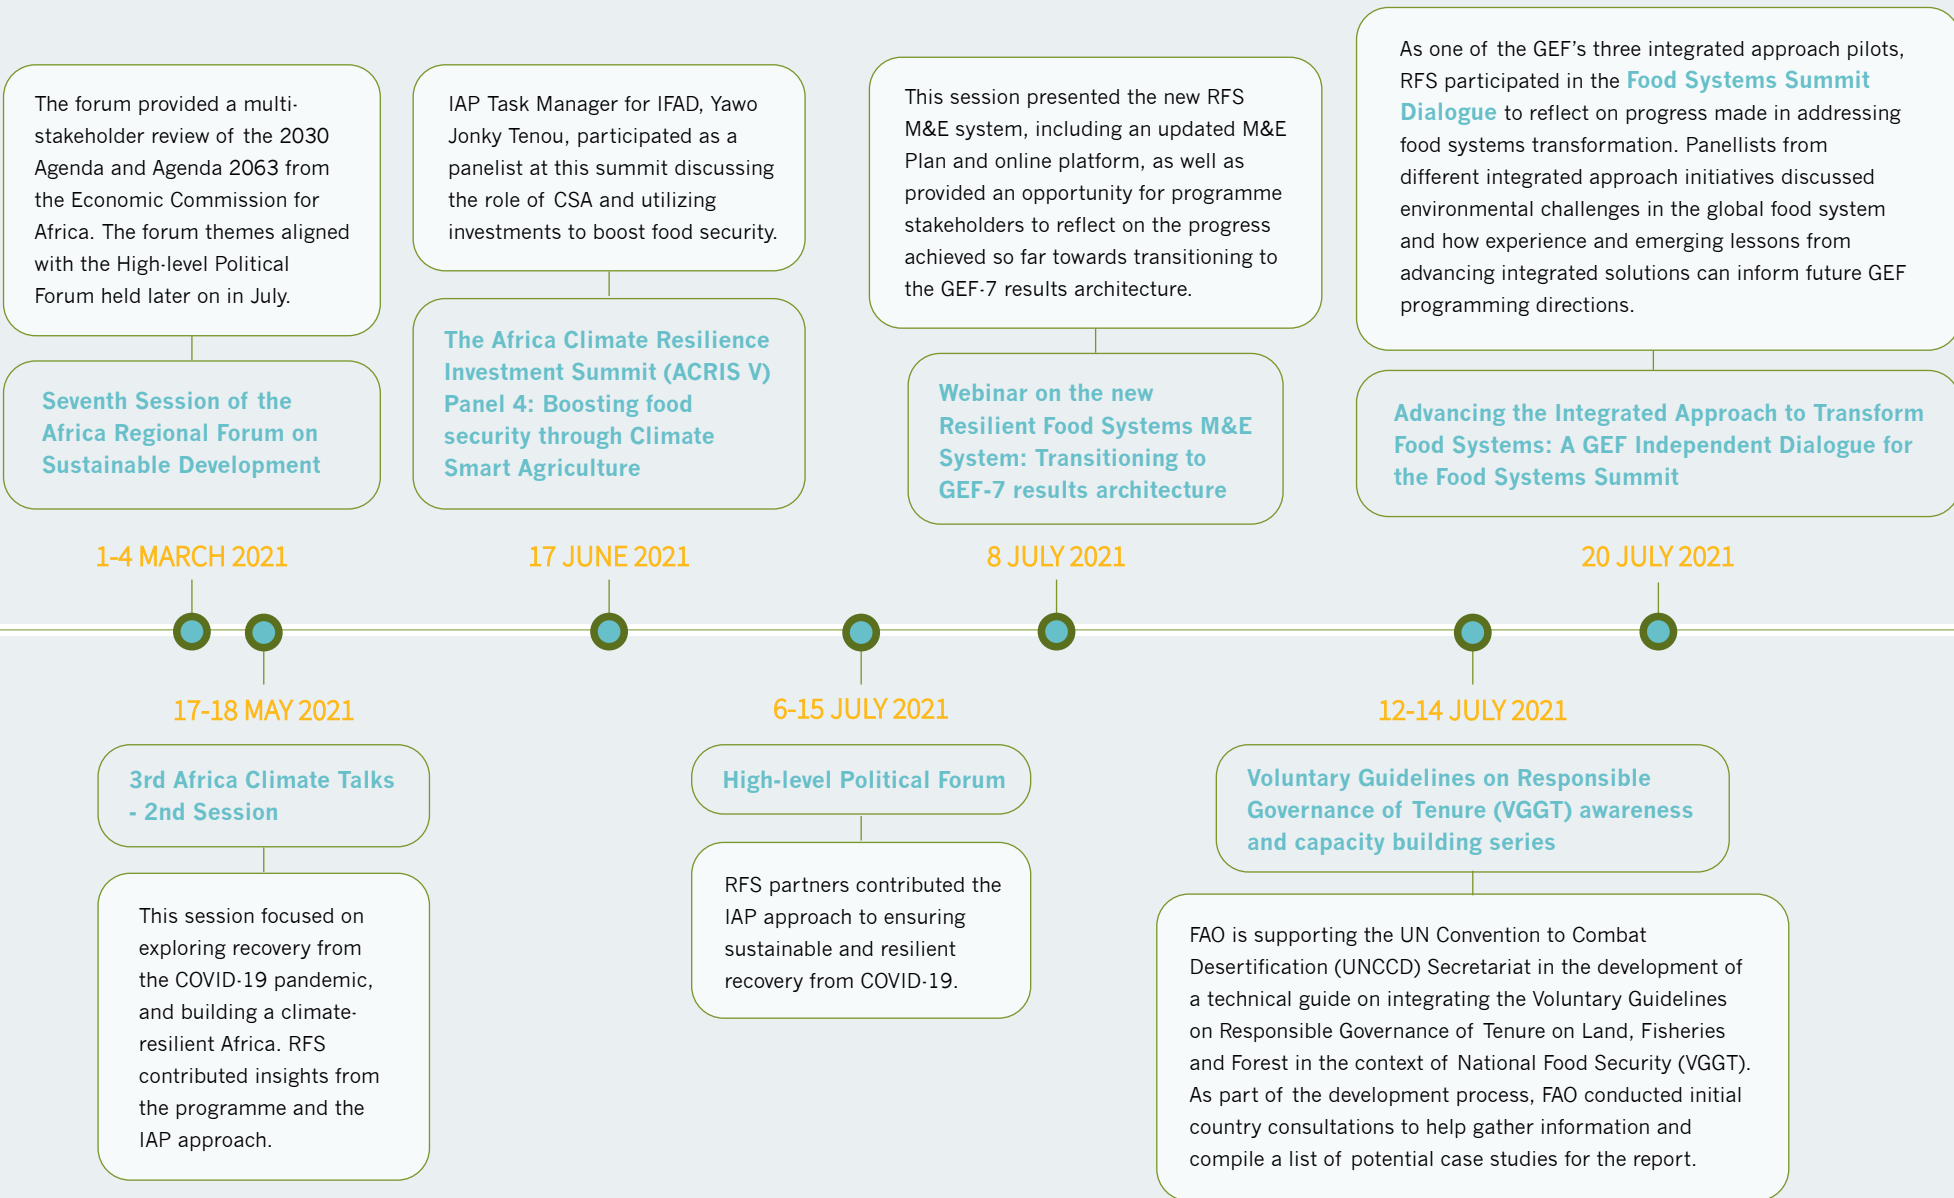 The forum provided a multi-
stakeholder review of the 2030
Agenda and Agenda 2063 from
the Economic Commission for
Africa. The forum themes aligned
with the High-level Political
Forum held later on in July.
Seventh Session of the
Africa Regional Forum on
Sustainable Development
1-4 MARCH 2021
IAP Task Manager for IFAD, Yawo
Jonky Tenou, participated as a
panelist at this summit discussing
the role of CSA and utilizing
investments to boost food security.
The Africa Climate Resilience
Investment Summit (ACRIS V)
Panel 4: Boosting food
security through Climate
Smart Agriculture
17 JUNE 2021
This session presented the new RFS
M&E system, including an updated M&E
Plan and online platform, as well as
provided an opportunity for programme
stakeholders to reflect on the progress
achieved so far towards transitioning to
the GEF-7 results architecture.
Webinar on the new
Resilient Food Systems M&E
System: Transitioning to
GEF-7 results architecture
8 JULY 2021
As one of the GEF's three integrated approach pilots,
RFS participated in the Food Systems Summit
Dialogue to reflect on progress made in addressing
food systems transformation. Panellists from
different integrated approach initiatives discussed
environmental challenges in the global food system
and how experience and emerging lessons from
advancing integrated solutions can inform future GEF
programming directions.
Advancing the Integrated Approach to Transform
Food Systems: A GEF Independent Dialogue for
the Food Systems Summit
20 JULY 2021
17-18 MAY 2021
3rd Africa Climate Talks
- 2nd Session
This session focused on
exploring recovery from
the COVID-19 pandemic,
and building a climate-
resilient Africa. RFS
contributed insights from
the programme and the
IAP approach.
6-15 JULY 2021
High-level Political Forum
RFS partners contributed the
IAP approach to ensuring
sustainable and resilient
recovery from COVID-19.
12-14 JULY 2021
Voluntary Guidelines on Responsible
Governance of Tenure (VGGT) awareness
and capacity building series
FAO is supporting the UN Convention to Combat
Desertification (UNCCD) Secretariat in the development of
a technical guide on integrating the Voluntary Guidelines
on Responsible Governance of Tenure on Land, Fisheries
and Forest in the context of National Food Security (VGGT).
As part of the development process, FAO conducted initial
country consultations to help gather information and
compile a list of potential case studies for the report.